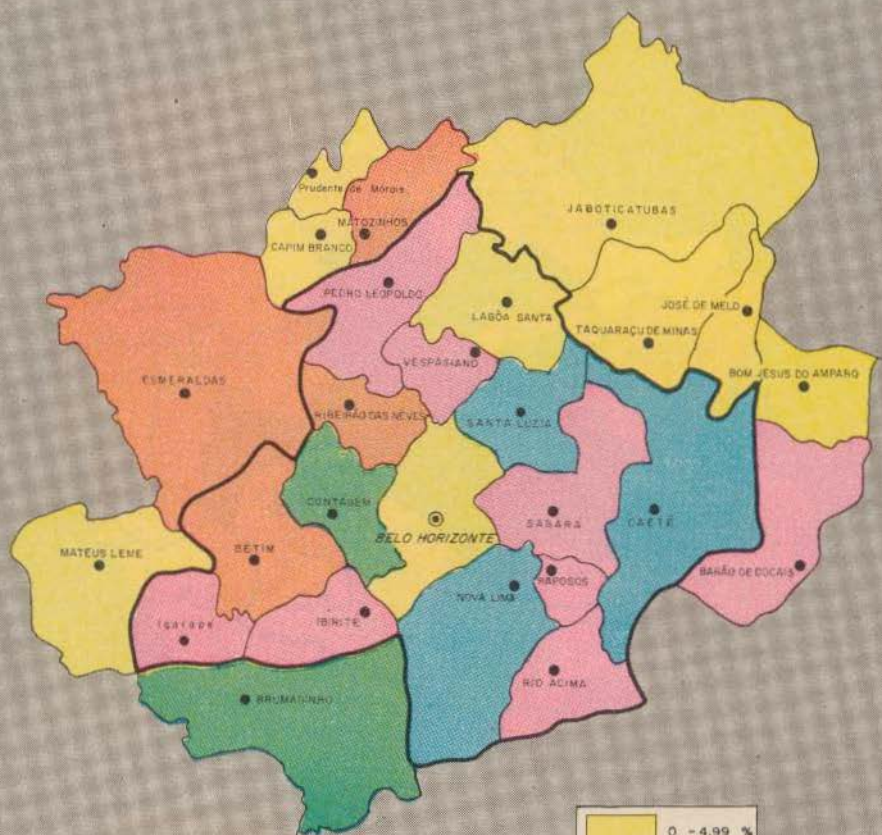 Prudente de Morais
MATOZINHOS
CAPIM BRANCO
JABOTICATUBAS
PEDRO LEOPOLDO
LAGÔA SANTA
JOSÉ DE MELO
TAQUARAÇU DE MINAS
VESPASIANO
BOM JESUS DO AMPARO
ESMERALDAS
RIBEIRÃO DAS NEVES
SANTA LUZIA
CONTAGEM
SABARÁ
CAETÉ
BELO HORIZONTE
MATEUS LEME
BETIM
BARÃO DE COCAIS
RAPOSOS
NOVA LIMA
Igarapé
IBIRITÉ
RIO ACIMA
BRUMADINHO
0 - 4.99 %